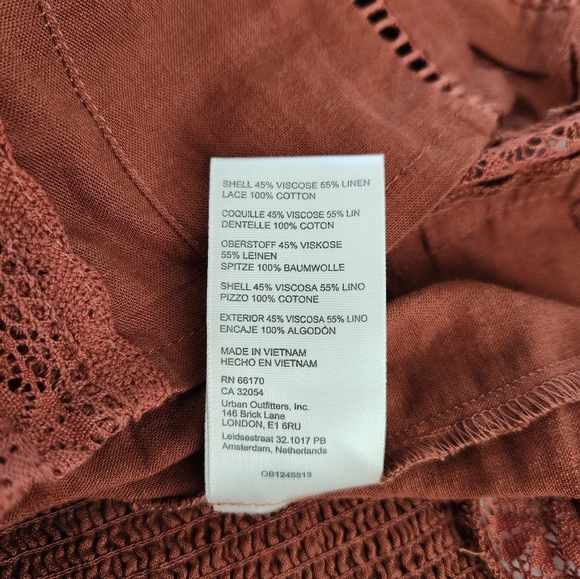 SHELL 45% VISCOSE 55% LINEN
LACE 100% COTTON
COQUILLE 45% VISCOSE 55% LIN
DENTELLE 100% COTON
OBERSTOFF 45% VISKOSE
55% LEINEN
SPITZE 100% BAUMWOLLE
SHELL 45% VISCOSA 55% LINO
PIZZO 100% COTONE
EXTERIOR 45% VISCOSA 55% LINO
ENCAJE 100% ALGODÓN
MADE IN VIETNAM
HECHO EN VIETNAM
RN 66170
CA 32054
Urban Outfitters, Inc.
146 Brick Lane
LONDON, E1 6RU
Leidsestraat 32.1017 PB
Amsterdam, Netherlands
OB1245513